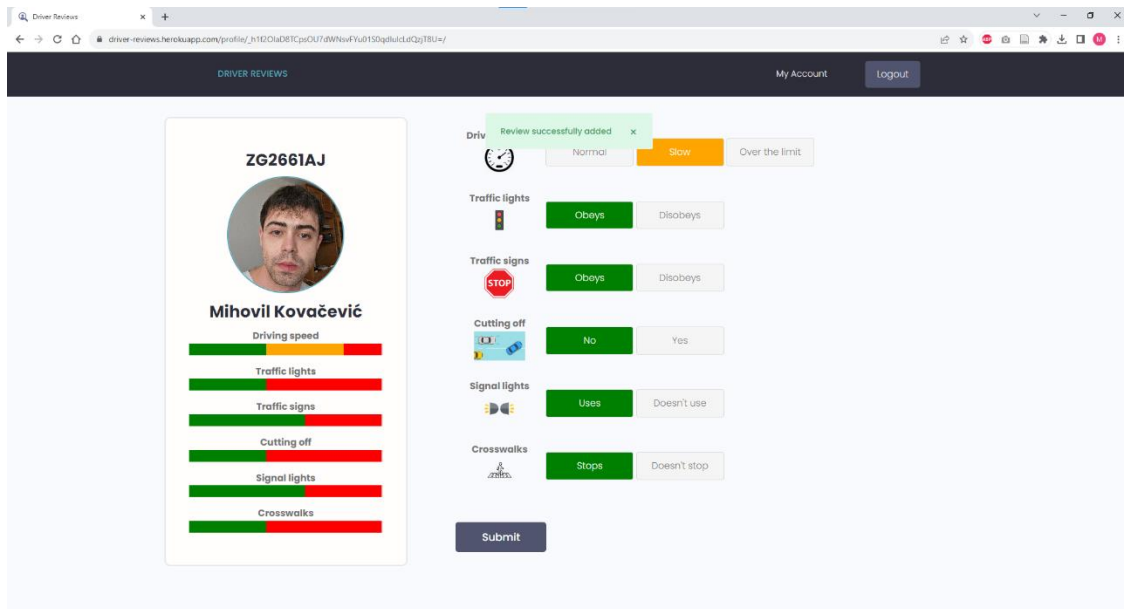 Driver Reviews
driver-reviews.herokuapp.com/profile/_h1f2OIaD8TCpsOU7dWNsvFYu01S0qdluIcLdQzjT8U=/
DRIVER REVIEWS
My Account
Logout
Review successfully added ×
ZG2661AJ
Mihovil Kovačević
Driving speed
Traffic lights
Traffic signs
Cutting off
Signal lights
Crosswalks
Driv
Normal Slow Over the limit
Traffic lights
Obeys Disobeys
Traffic signs
STOP
Obeys Disobeys
Cutting off
No Yes
Signal lights
Uses Doesn't use
Crosswalks
Stops Doesn't stop
Submit